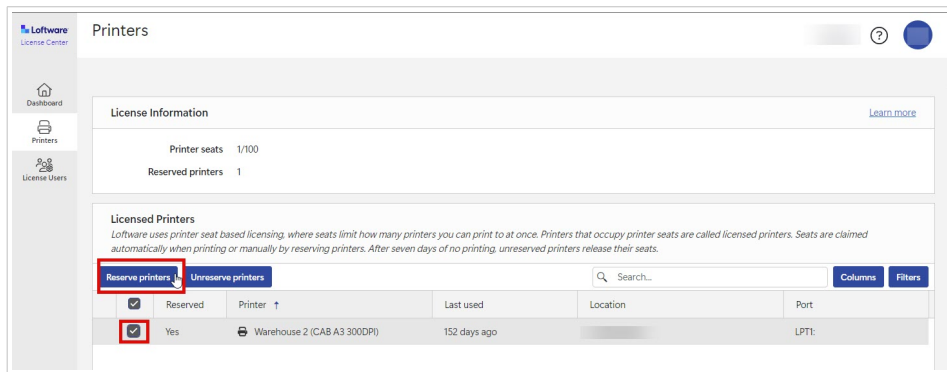 Loftware
License Center
Printers
?
Dashboard
Printers
License Users
License Information
Learn more
Printer seats 1/100
Reserved printers 1
Licensed Printers
Loftware uses printer seat based licensing, where seats limit how many printers you can print to at once. Printers that occupy printer seats are called licensed printers. Seats are claimed
automatically when printing or manually by reserving printers. After seven days of no printing, unreserved printers release their seats.
Reserve printers Unreserve printers Search... Columns Filters
Reserved Printer ↑ Last used Location Port
Yes Warehouse 2 (CAB A3 300DPI) 152 days ago LPT1: